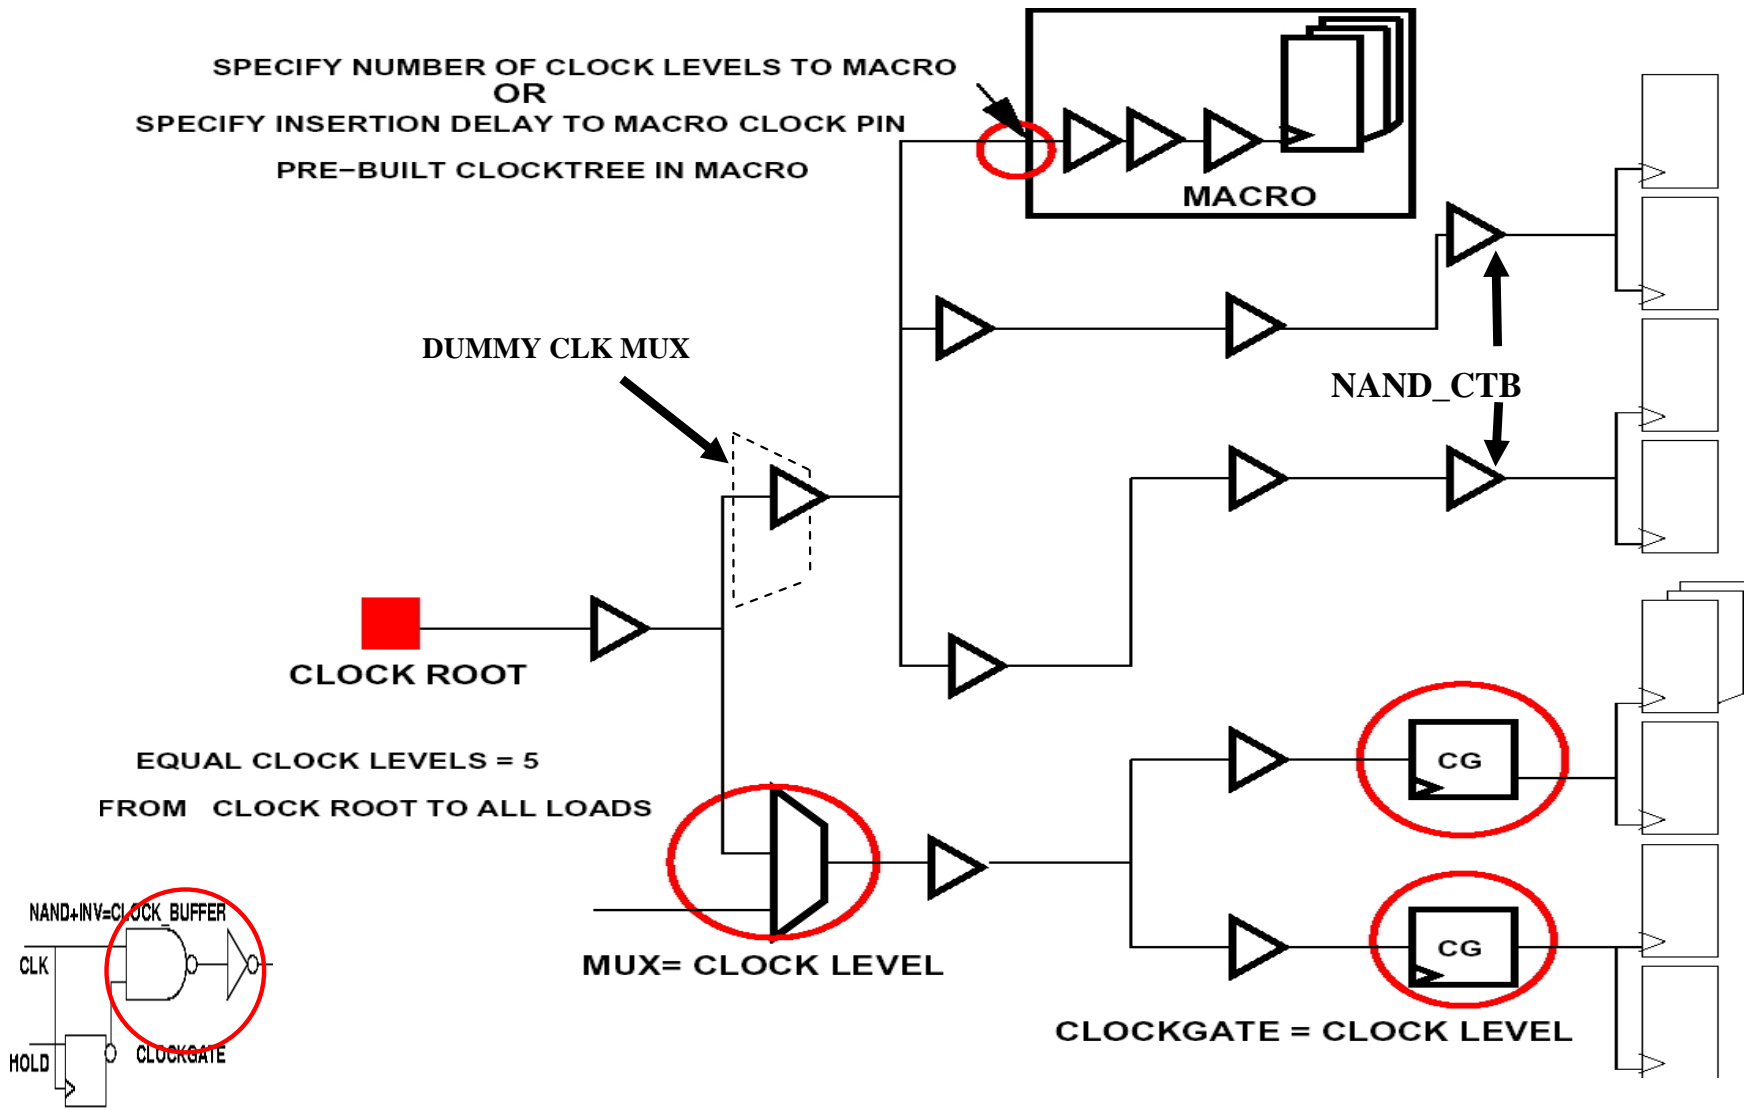 SPECIFY NUMBER OF CLOCK LEVELS TO MACRO
OR
SPECIFY INSERTION DELAY TO MACRO CLOCK PIN
PRE−BUILT CLOCKTREE IN MACRO
MACRO
DUMMY CLK MUX
NAND_CTB
CLOCK ROOT
EQUAL CLOCK LEVELS = 5
FROM CLOCK ROOT TO ALL LOADS
CG
MUX= CLOCK LEVEL
CG
CLOCKGATE = CLOCK LEVEL
NAND+INV=CLOCK_BUFFER
CLK
CLOCKGATE
HOLD